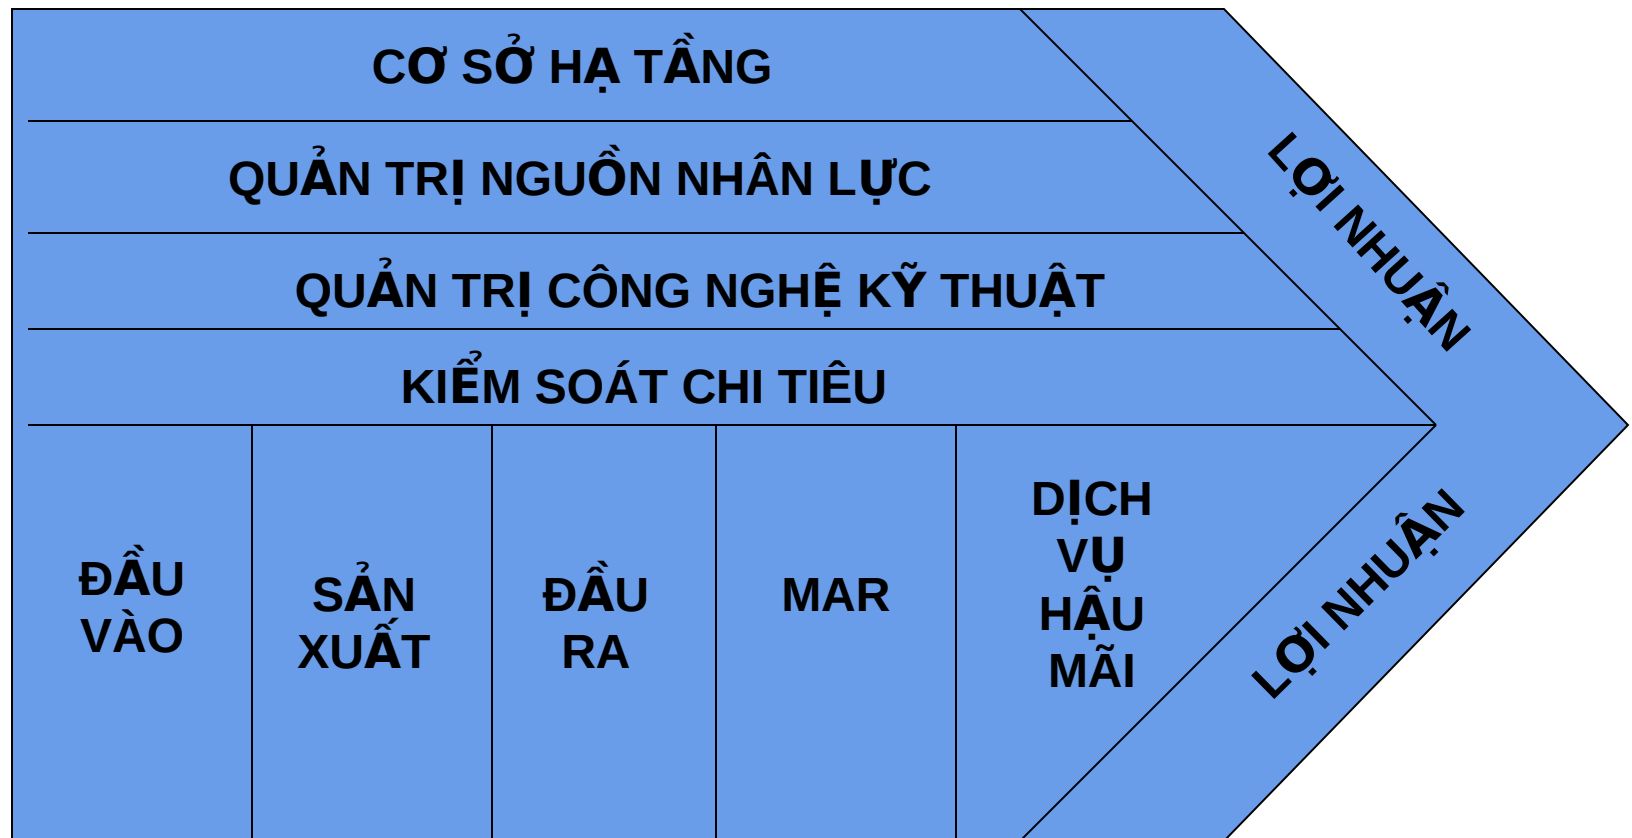 CƠ SỞ HẠ TẦNG
QUẢN TRỊ NGUỒN NHÂN LỰC
QUẢN TRỊ CÔNG NGHỆ KỸ THUẬT
KIỂM SOÁT CHI TIÊU
LỢI NHUẬN
ĐẦU
VÀO
SẢN
XUẤT
ĐẦU
RA
MAR
DỊCH
VỤ
HẬU
MÃI
LỢI NHUẬN